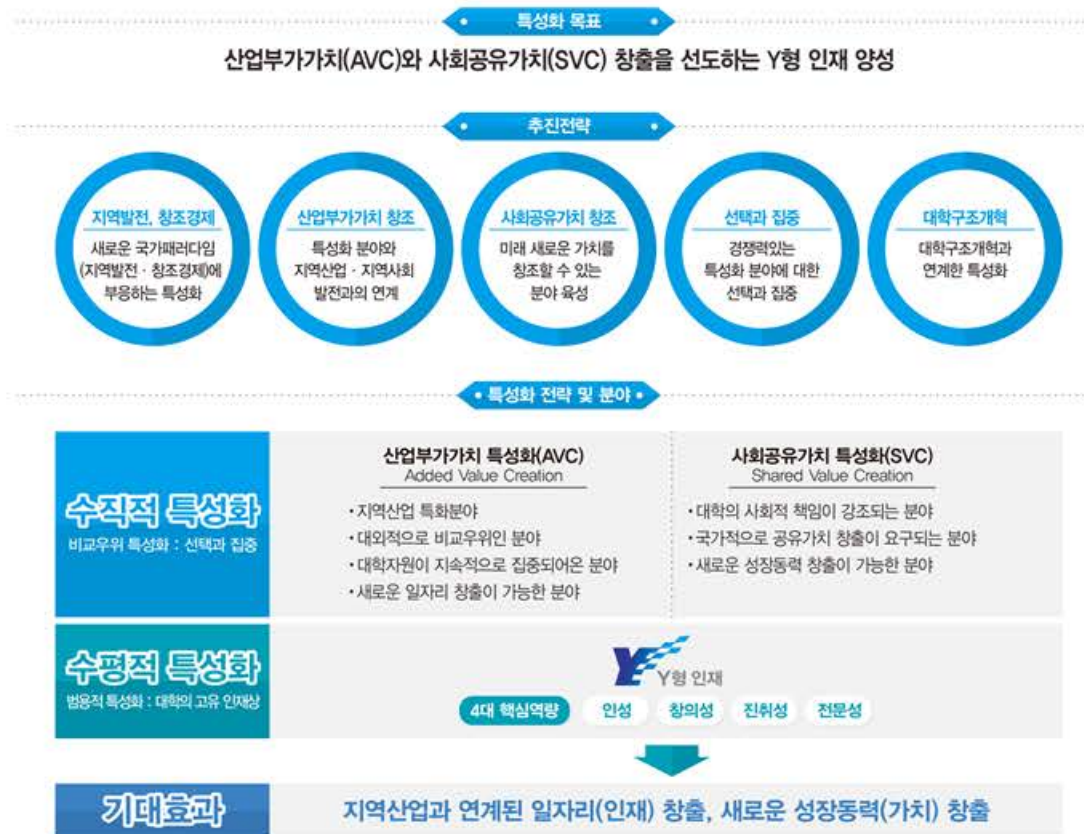 특성화 목표
산업부가가치(AVC)와 사회공유가치(SVC) 창출을 선도하는 Y형 인재 양성
추진전략
지역발전, 창조경제
새로운 국가패러다임
(지역발전 · 창조경제)에
부응하는 특성화
산업부가가치 창조
특성화 분야와
지역산업 · 지역사회
발전과의 연계
사회공유가치 창조
미래 새로운 가치를
창조할 수 있는
분야 육성
선택과 집중
경쟁력있는
특성화 분야에 대한
선택과 집중
대학구조개혁
대학구조개혁과
연계한 특성화
• 특성화 전략 및 분야 •
수직적 특성화
비교우위 특성화 : 선택과 집중
산업부가가치 특성화(AVC)
Added Value Creation
• 지역산업 특화분야
• 대외적으로 비교우위인 분야
• 대학자원이 지속적으로 집중되어온 분야
• 새로운 일자리 창출이 가능한 분야
사회공유가치 특성화(SVC)
Shared Value Creation
• 대학의 사회적 책임이 강조되는 분야
• 국가적으로 공유가치 창출이 요구되는 분야
• 새로운 성장동력 창출이 가능한 분야
수평적 특성화
범용적 특성화 : 대학의 고유 인재상
Y형 인재
4대 핵심역량 인성 창의성 진취성 전문성
기대효과
지역산업과 연계된 일자리(인재) 창출, 새로운 성장동력(가치) 창출